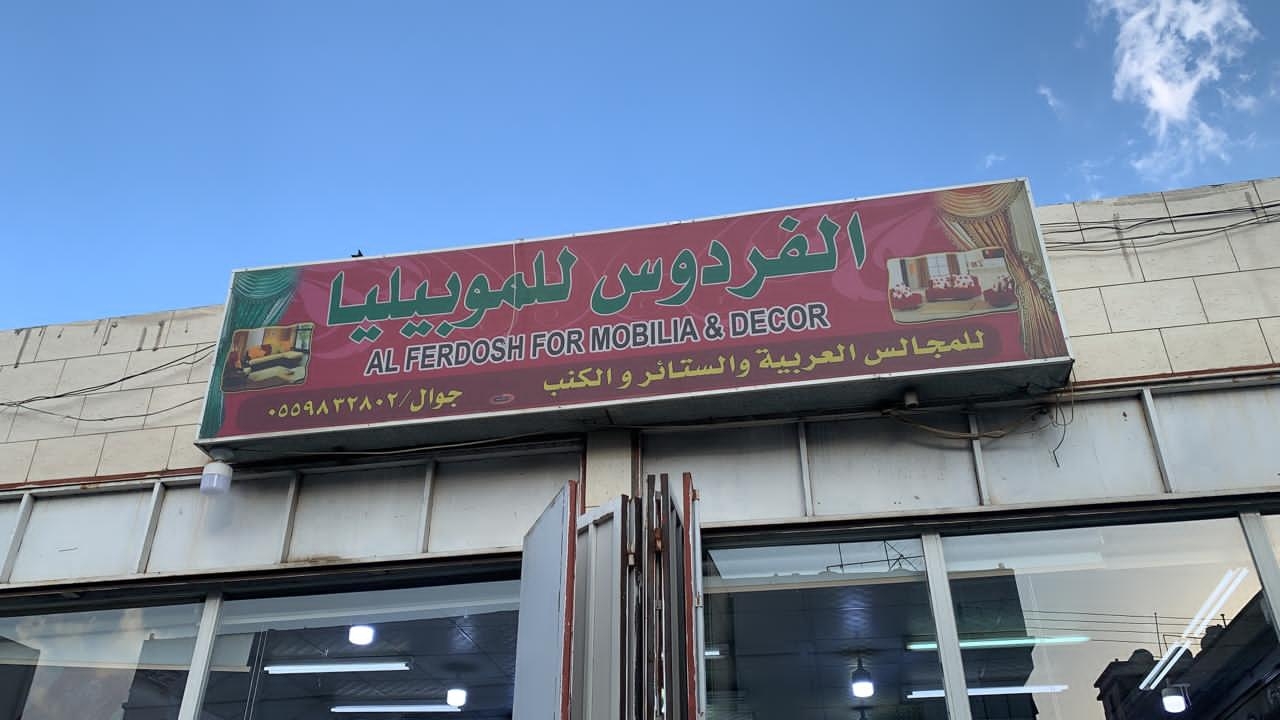 الفردوس للموبيليا
AL FERDOSH FOR MOBILIA & DECOR
للمجالس العربية والستائر و الكنب
جوال/٠٥٥٩٨٣٢٨٠٢